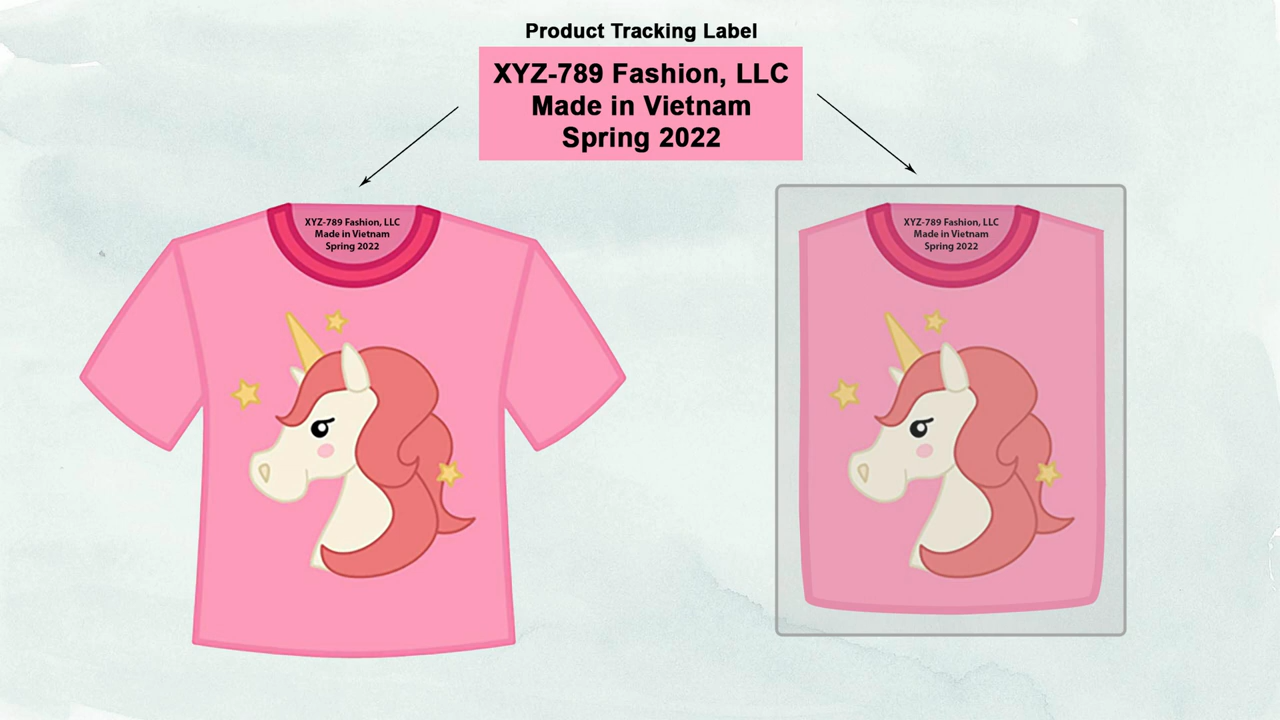 Product Tracking Label
XYZ-789 Fashion, LLC
Made in Vietnam
Spring 2022
XYZ-789 Fashion, LLC
Made in Vietnam
Spring 2022
XYZ-789 Fashion, LLC
Made in Vietnam
Spring 2022